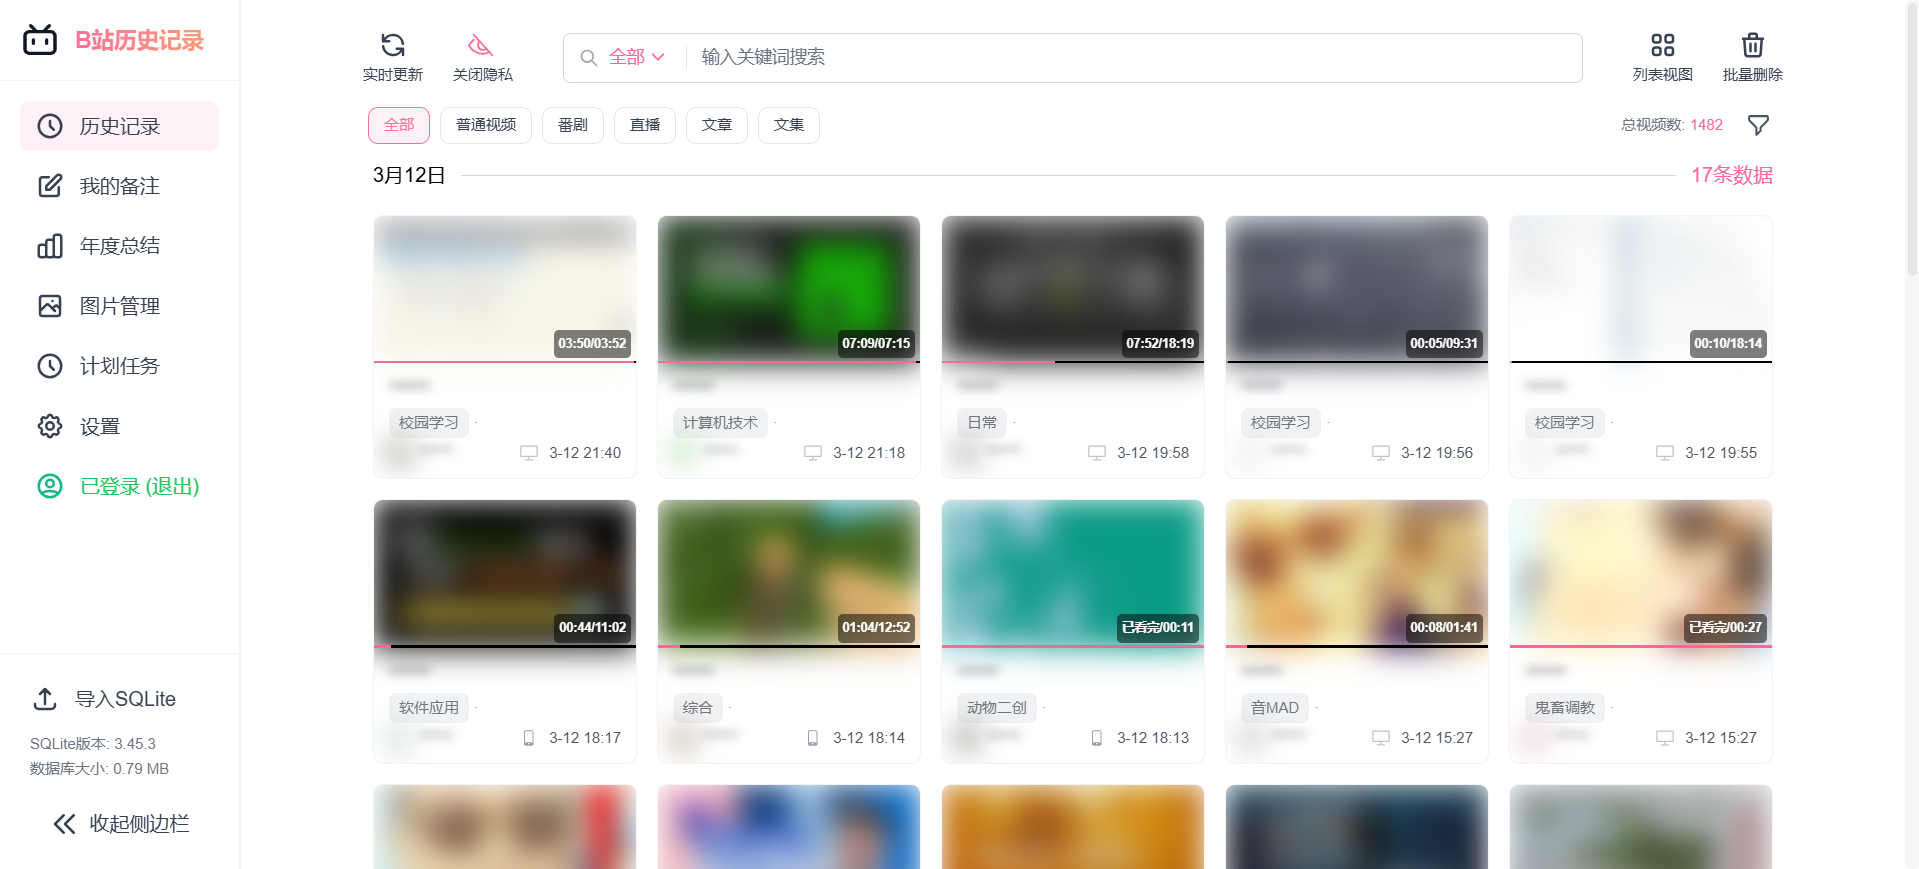 B站历史记录
历史记录
我的备注
年度总结
图片管理
计划任务
设置
已登录 (退出)
导入SQLite
SQLite版本: 3.45.3
数据库大小: 0.79 MB
收起侧边栏
实时更新
关闭隐私
全部
输入关键词搜索
列表视图
批量删除
全部
普通视频
番剧
直播
文章
文集
总视频数: 1482
3月12日
17条数据
03:50/03:52
校园学习 ·
3-12 21:40
07:09/07:15
计算机技术 ·
3-12 21:18
07:52/18:19
日常 ·
3-12 19:58
00:05/09:31
校园学习 ·
3-12 19:56
00:10/18:14
校园学习 ·
3-12 19:55
00:44/11:02
软件应用 ·
3-12 18:17
01:04/12:52
综合 ·
3-12 18:14
已看完/00:11
动物二创 ·
3-12 18:13
00:08/01:41
音MAD ·
3-12 15:27
已看完/00:27
鬼畜调教 ·
3-12 15:27